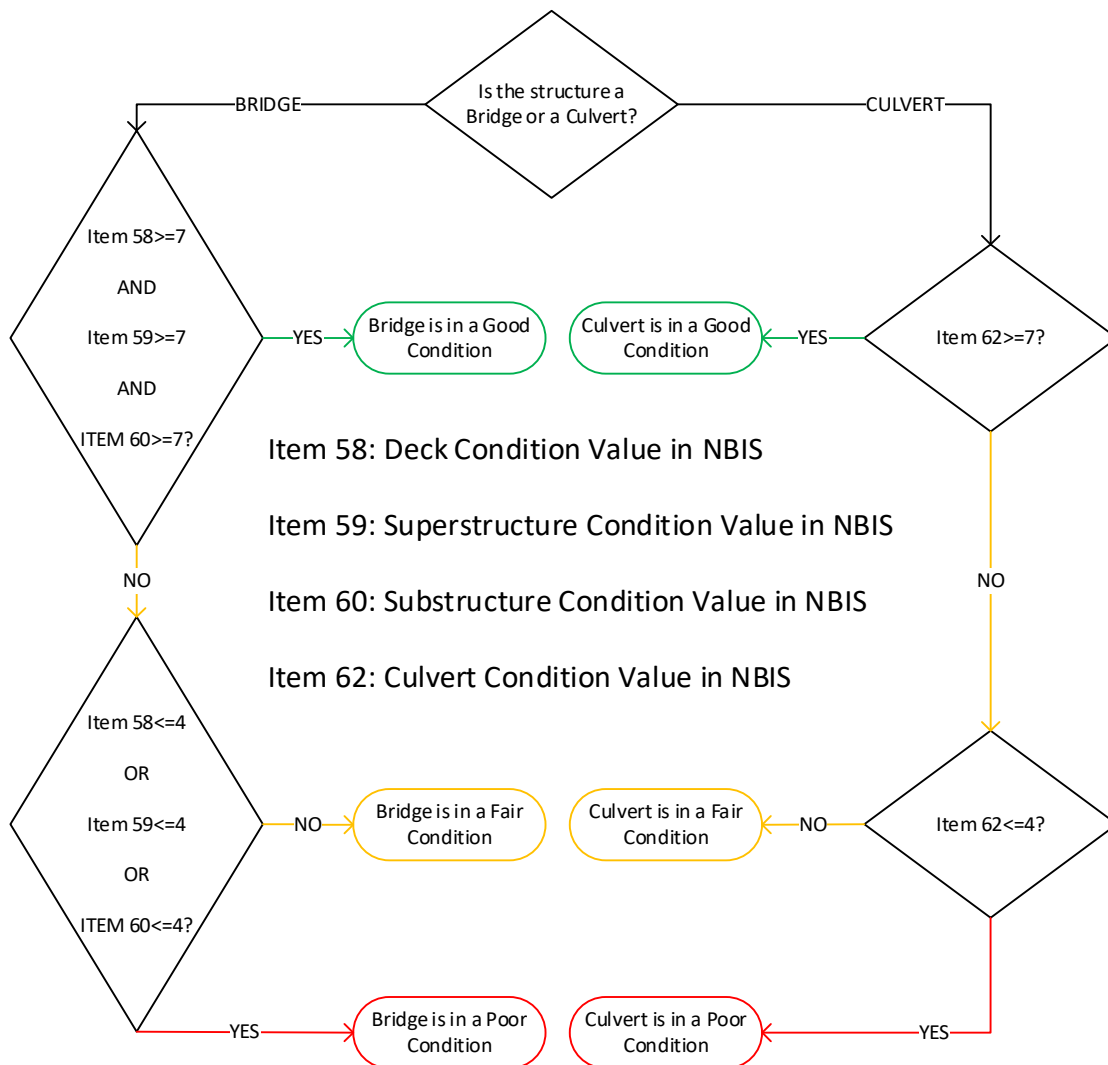 Is the structure a
Bridge or a Culvert?
BRIDGE
CULVERT
Item 58>=7
AND
Item 59>=7
AND
ITEM 60>=7?
YES
Bridge is in a Good
Condition
Culvert is in a Good
Condition
YES
Item 62>=7?
Item 58: Deck Condition Value in NBIS
Item 59: Superstructure Condition Value in NBIS
Item 60: Substructure Condition Value in NBIS
Item 62: Culvert Condition Value in NBIS
NO
NO
Item 58<=4
OR
Item 59<=4
OR
ITEM 60<=4?
NO
Bridge is in a Fair
Condition
Culvert is in a Fair
Condition
NO
Item 62<=4?
YES
Bridge is in a Poor
Condition
Culvert is in a Poor
Condition
YES